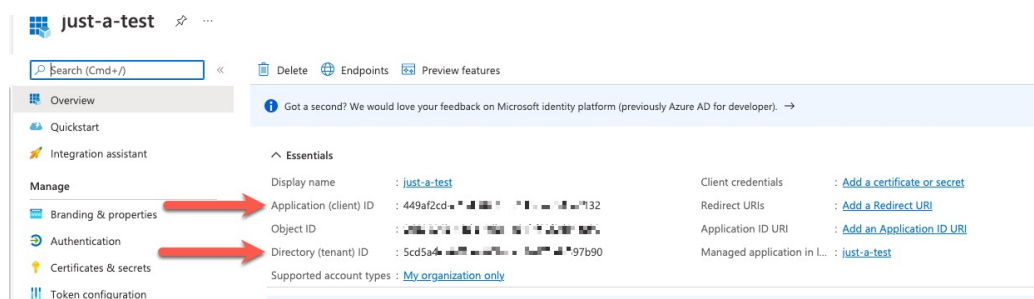 just-a-test
Search (Cmd+/)
«
Delete Endpoints Preview features
Overview
Got a second? We would love your feedback on Microsoft identity platform (previously Azure AD for developer). →
Quickstart
Integration assistant
Essentials
Display name : just-a-test Client credentials : Add a certificate or secret
Manage
Application (client) ID : 449af2cd- 132 Redirect URIs : Add a Redirect URI
Branding & properties
Object ID : Application ID URI : Add an Application ID URI
Authentication
Directory (tenant) ID : 5cd5a4 -97b90 Managed application in l... : just-a-test
Certificates & secrets
Supported account types : My organization only
Token configuration